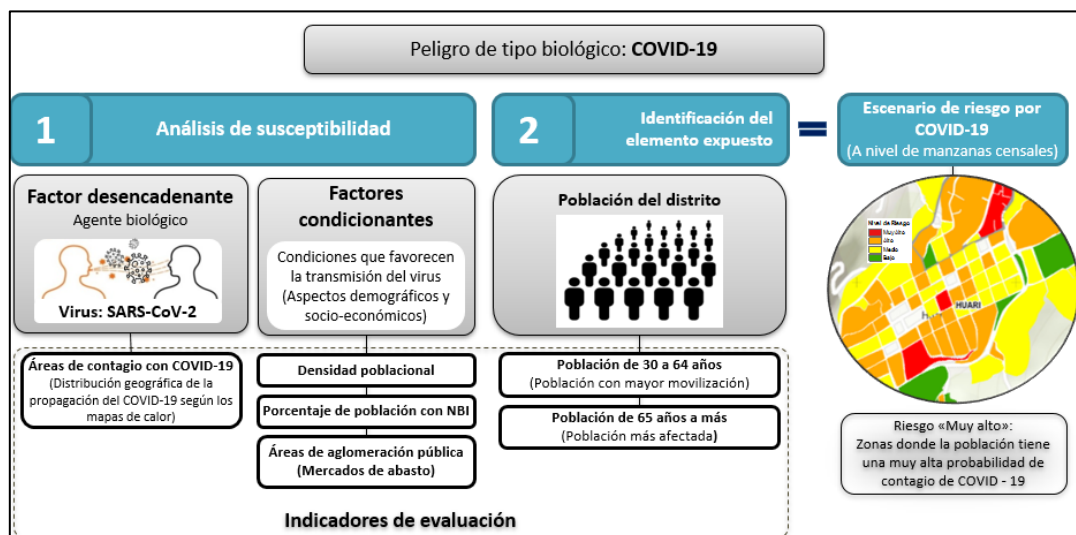 Peligro de tipo biológico: COVID-19
1
Análisis de susceptibilidad
2
Identificación del
elemento expuesto
=
Escenario de riesgo por
COVID-19
(A nivel de manzanas censales)
Factor desencadenante
Agente biológico
Virus: SARS-CoV-2
Factores
condicionantes
Condiciones que favorecen
la transmisión del virus
(Aspectos demográficos y
socio-económicos)
Población del distrito
Nivel de Riesgo
Muy Alto
Alto
Medio
Bajo
HUARI
Áreas de contagio con COVID-19
(Distribución geográfica de la
propagación del COVID-19 según los
mapas de calor)
Densidad poblacional
Porcentaje de población con NBI
Áreas de aglomeración pública
(Mercados de abasto)
Población de 30 a 64 años
(Población con mayor movilización)
Población de 65 años a más
(Población más afectada)
Riesgo «Muy alto»:
Zonas donde la población tiene
una muy alta probabilidad de
contagio de COVID - 19
Indicadores de evaluación